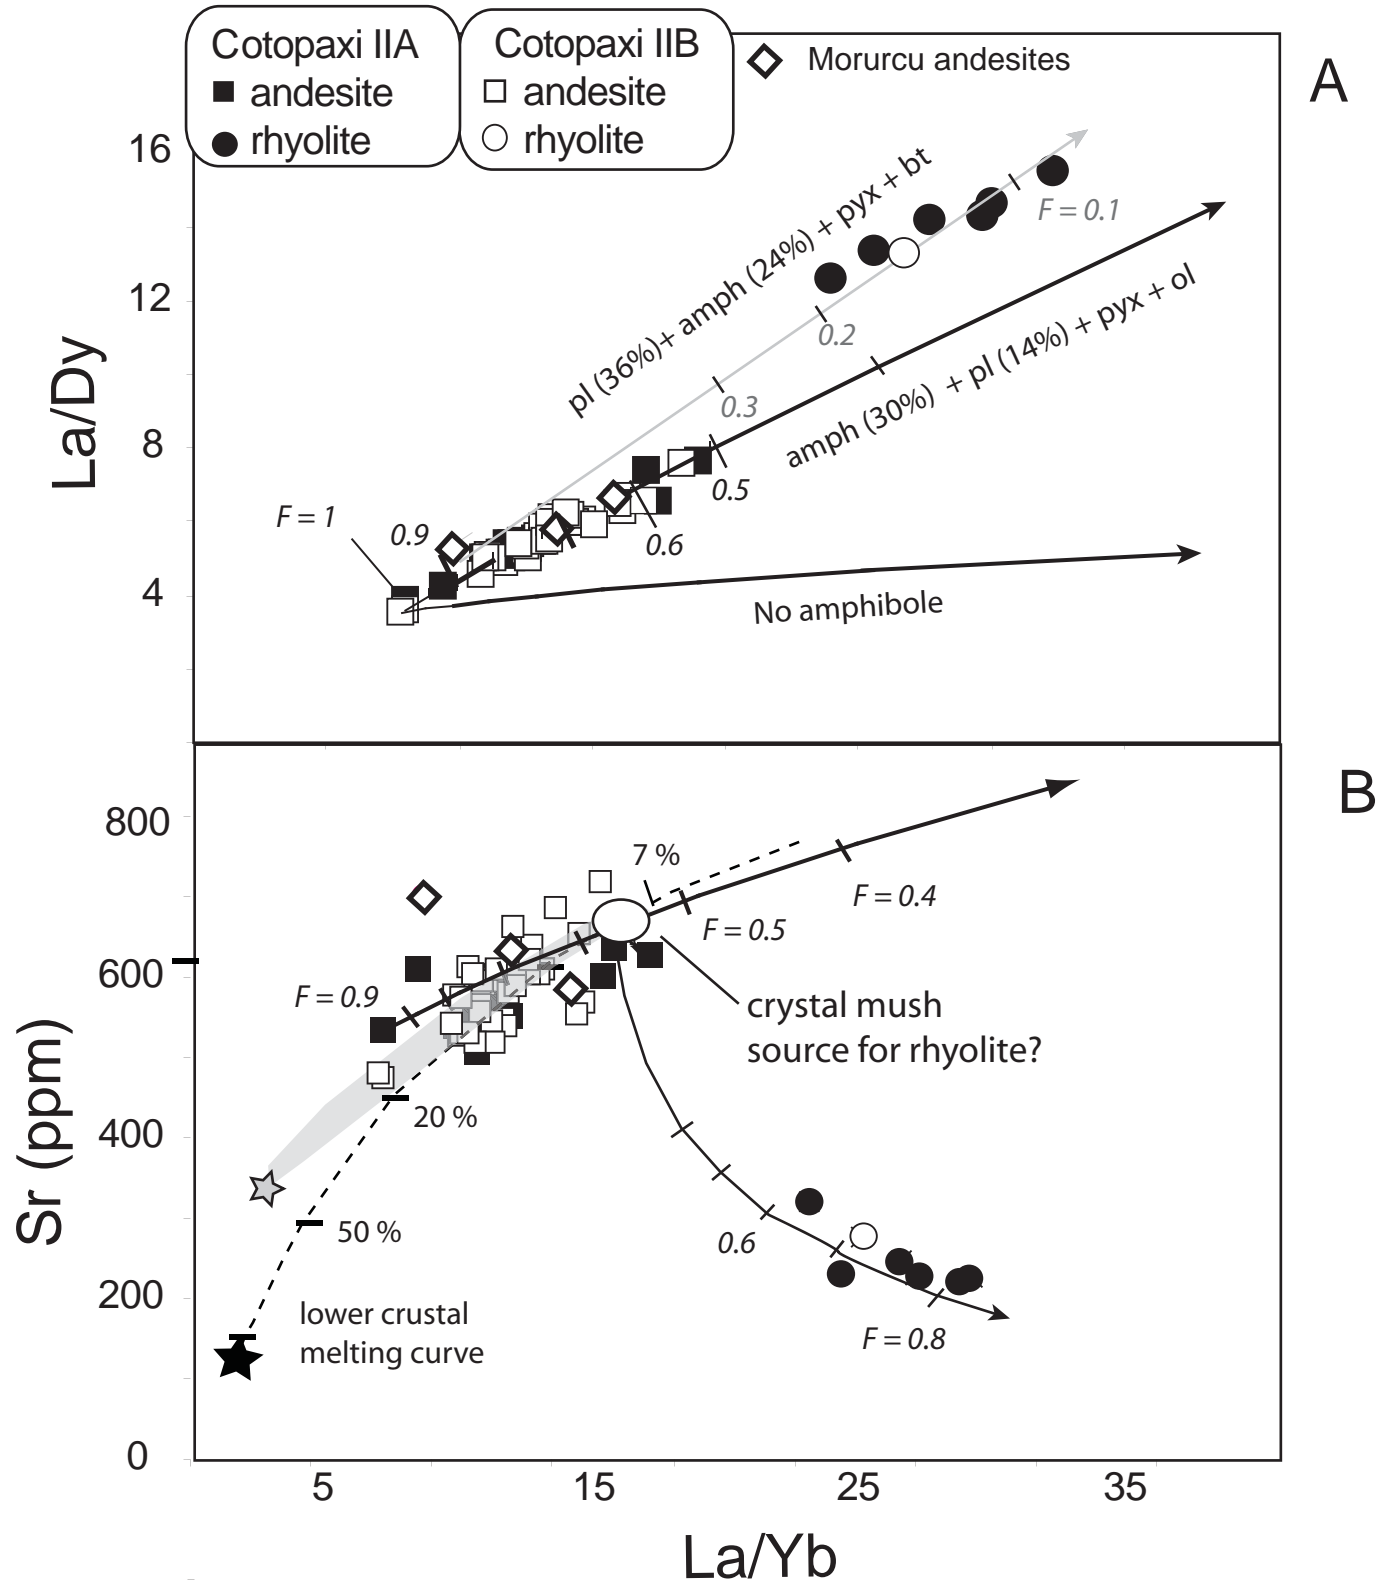 Cotopaxi IIA
andesite
rhyolite
Cotopaxi IIB
andesite
rhyolite
Morurcu andesites
A
16
12
8
4
La/Dy
pl (36%)+ amph (24%) + pyx + bt
F = 0.1
0.2
0.3
amph (30%) + pl (14%) + pyx + ol
0.5
0.6
F = 1
0.9
No amphibole
B
800
600
400
200
0
Sr (ppm)
7 %
F = 0.4
F = 0.5
F = 0.9
crystal mush
source for rhyolite?
20 %
50 %
0.6
F = 0.8
lower crustal
melting curve
5
15
25
35
La/Yb